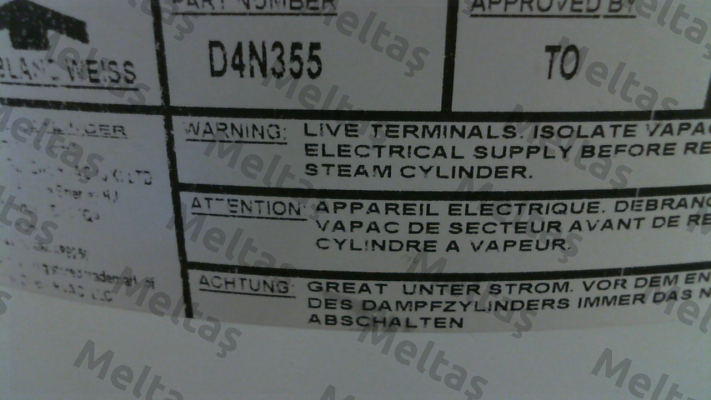 PART NUMBER
APPROVED BY
BLANC WEISS
D4N355
TO
WARNING: LIVE TERMINALS. ISOLATE VAPAC
ELECTRICAL SUPPLY BEFORE RE
STEAM CYLINDER.
LTD
ATTENTION: APPAREIL ELECTRIQUE. DEBRANC
VAPAC DE SECTEUR AVANT DE RE
CYLINDRE A VAPEUR.
ACHTUNG: GREAT UNTER STROM. VOR DEM EN
DES DAMPFZYLINDERS IMMER DAS N
ABSCHALTEN
Meltaş